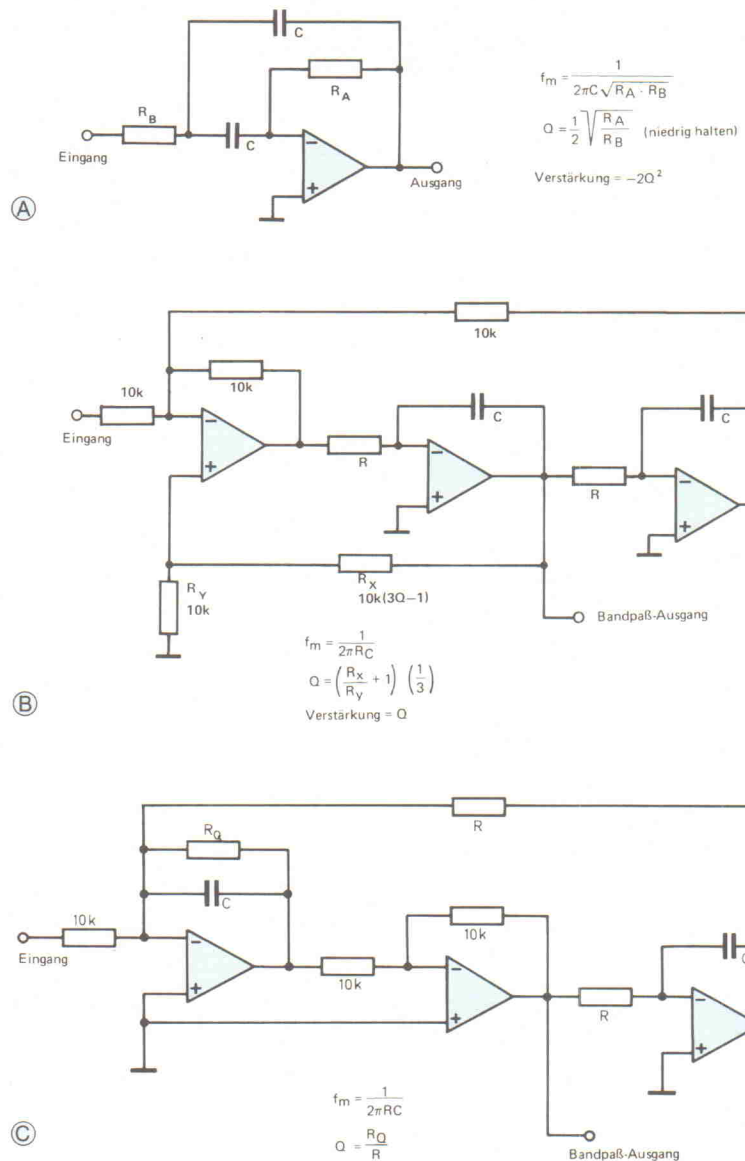 C
R_A
R_B
C
Eingang
Ausgang
−
+
f_m = 1 / 2πC√R_A · R_B
Q = 1/2 √R_A/R_B (niedrig halten)
Verstärkung = −2Q²
Ⓐ
10k
10k
10k
Eingang
−
+
R
C
−
+
R
C
−
+
R_Y
10k
R_X
10k(3Q−1)
Bandpaß-Ausgang
f_m = 1 / 2πR_C
Q = (R_x/R_y + 1) (1/3)
Verstärkung = Q
Ⓑ
R
R_Q
C
10k
Eingang
−
+
10k
10k
−
+
R
C
−
+
f_m = 1 / 2πRC
Q = R_Q / R
Bandpaß-Ausgang
Ⓒ